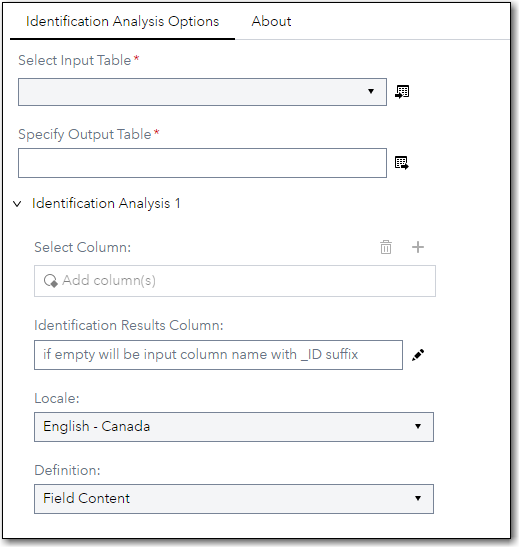 Identification Analysis Options About
Select Input Table*
Specify Output Table*
Identification Analysis 1
Select Column:
Add column(s)
Identification Results Column:
if empty will be input column name with _ID suffix
Locale:
English - Canada
Definition:
Field Content